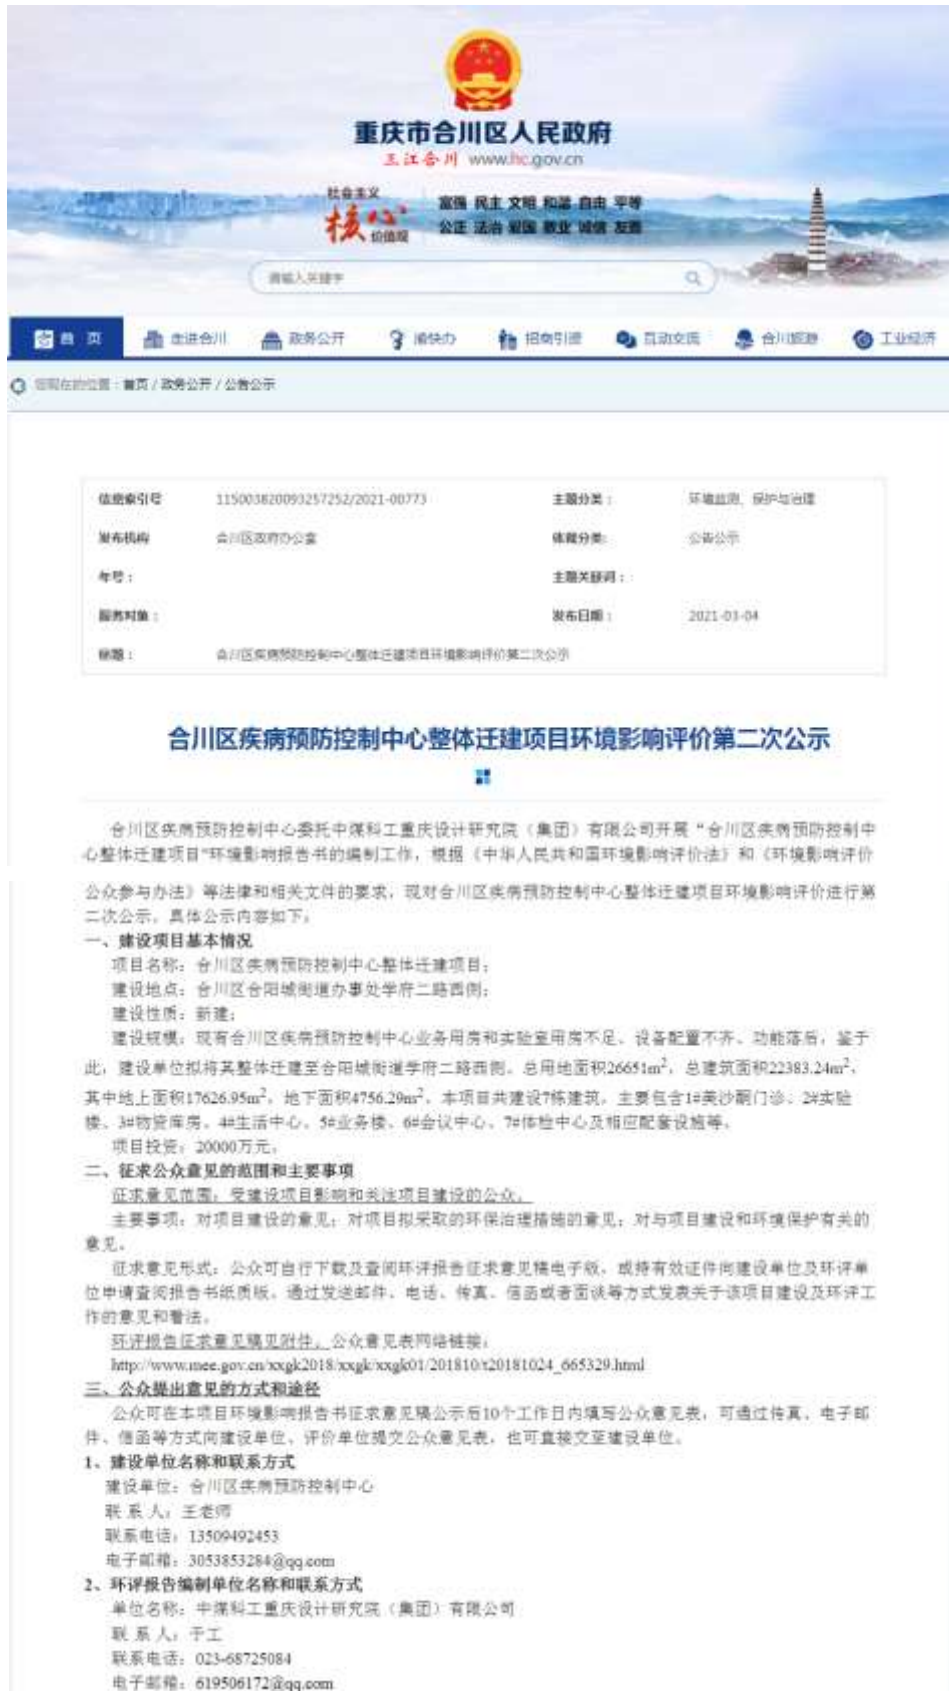 重庆市合川区人民政府
三江合川 www.hc.gov.cn
社会主义
核心
价值观
富强 民主 文明 和谐 自由 平等
公正 法治 爱国 敬业 诚信 友善
请输入关键字
首 页 走进合川 政务公开 渝快办 招商引资 互动交流 合川旅游 工业经济
您现在的位置：首页 / 政务公开 / 公告公示
信息索引号 115003820093257252/2021-00773 主题分类： 环境监测、保护与治理
发布机构 合川区政府办公室 体裁分类: 公告公示
年号： 主题关键词：
服务对象： 发布日期： 2021-03-04
标题： 合川区疾病预防控制中心整体迁建项目环境影响评价第二次公示
合川区疾病预防控制中心整体迁建项目环境影响评价第二次公示
合川区疾病预防控制中心委托中煤科工重庆设计研究院（集团）有限公司开展“合川区疾病预防控制中
心整体迁建项目”环境影响报告书的编制工作，根据《中华人民共和国环境影响评价法》和《环境影响评价
公众参与办法》等法律和相关文件的要求，现对合川区疾病预防控制中心整体迁建项目环境影响评价进行第
二次公示。具体公示内容如下：
一、建设项目基本情况
项目名称：合川区疾病预防控制中心整体迁建项目；
建设地点：合川区合阳城街道办事处学府二路西侧；
建设性质：新建；
建设规模：现有合川区疾病预防控制中心业务用房和实验室用房不足、设备配置不齐、功能落后，鉴于
此，建设单位拟将其整体迁建至合阳城街道学府二路西侧。总用地面积26651m²，总建筑面积22383.24m²，
其中地上面积17626.95m²，地下面积4756.29m²。本项目共建设7栋建筑，主要包含1#美沙酮门诊、2#实验
楼、3#物资库房、4#生活中心、5#业务楼、6#会议中心、7#体检中心及相应配套设施等。
项目投资：20000万元。
二、征求公众意见的范围和主要事项
征求意见范围：受建设项目影响和关注项目建设的公众。
主要事项：对项目建设的意见；对项目拟采取的环保治理措施的意见；对与项目建设和环境保护有关的
意见。
征求意见形式：公众可自行下载及查阅环评报告征求意见稿电子版，或持有效证件向建设单位及环评单
位申请查阅报告书纸质版。通过发送邮件、电话、传真、信函或者面谈等方式发表关于该项目建设及环评工
作的意见和看法。
环评报告征求意见稿见附件。公众意见表网络链接：
http://www.mee.gov.cn/xxgk2018/xxgk/xxgk01/201810/t20181024_665329.html
三、公众提出意见的方式和途径
公众可在本项目环境影响报告书征求意见稿公示后10个工作日内填写公众意见表，可通过传真、电子邮
件、信函等方式向建设单位、评价单位提交公众意见表，也可直接交至建设单位。
1、建设单位名称和联系方式
建设单位：合川区疾病预防控制中心
联 系 人：王老师
联系电话：13509492453
电子邮箱：3053853284@qq.com
2、环评报告编制单位名称和联系方式
单位名称：中煤科工重庆设计研究院（集团）有限公司
联 系 人：于工
联系电话：023-68725084
电子邮箱：619506172@qq.com